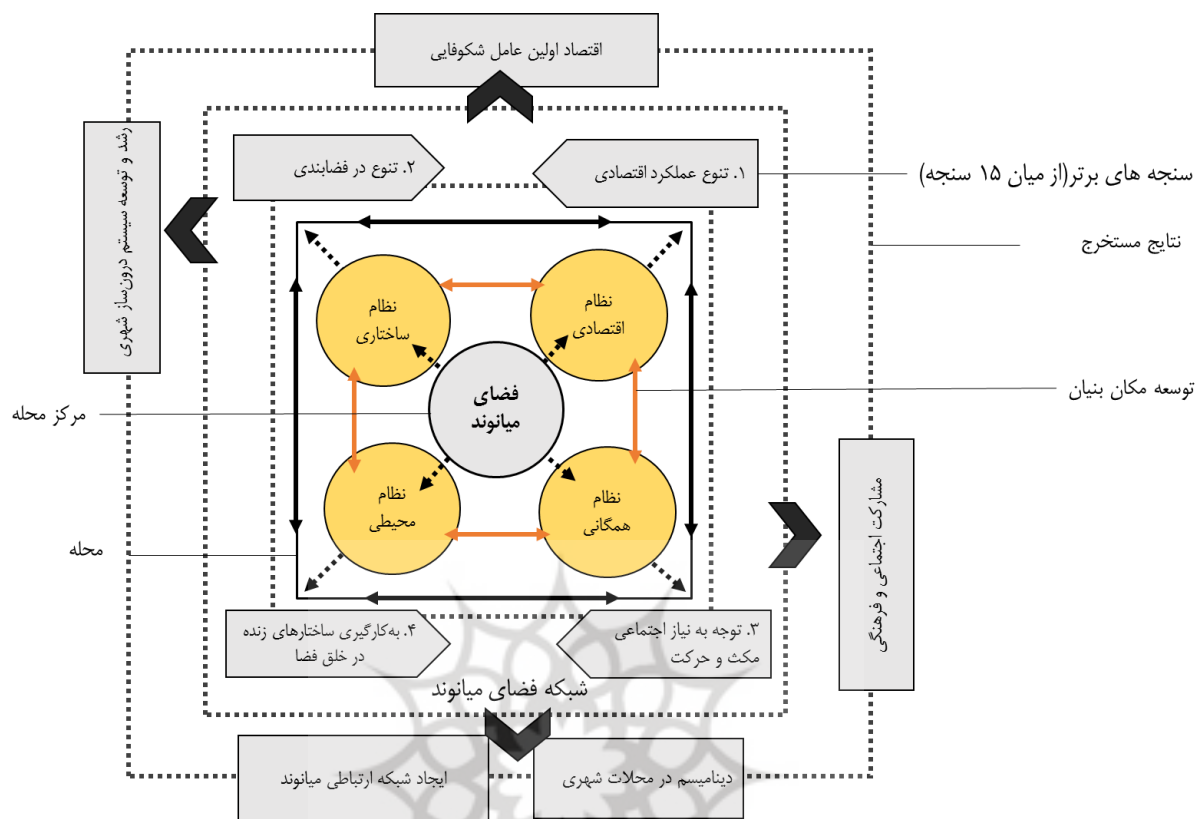 اقتصاد اولین عامل شکوفایی
رشد و توسعه سیستم درون‌ساز شهری
۱. تنوع عملکرد اقتصادی
۲. تنوع در فضابندی
سنجه های برتر(از میان ۱۵ سنجه)
نتایج مستخرج
نظام
اقتصادی
نظام
ساختاری
فضای
میانوند
توسعه مکان بنیان
مرکز محله
نظام
همگانی
نظام
محیطی
محله
مشارکت اجتماعی و فرهنگی
۳. توجه به نیاز اجتماعی
مکث و حرکت
۴. به‌کارگیری ساختارهای زنده
در خلق فضا
شبکه فضای میانوند
دینامیسم در محلات شهری
ایجاد شبکه ارتباطی میانوند